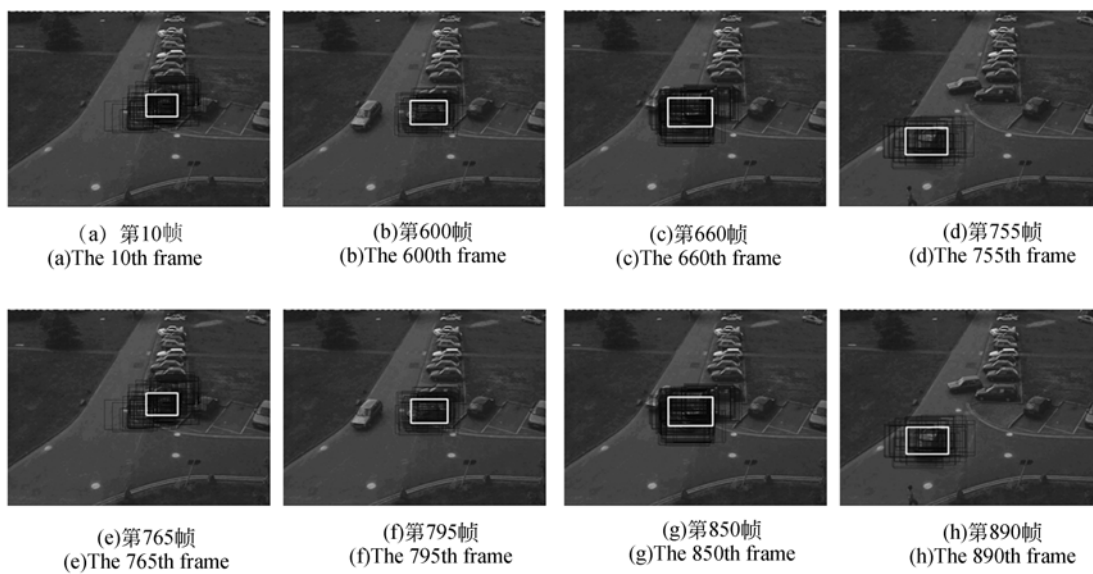 (a) 第10帧
(a)The 10th frame
(b)第600帧
(b)The 600th frame
(c)第660帧
(c)The 660th frame
(d)第755帧
(d)The 755th frame
(e)第765帧
(e)The 765th frame
(f)第795帧
(f)The 795th frame
(g)第850帧
(g)The 850th frame
(h)第890帧
(h)The 890th frame